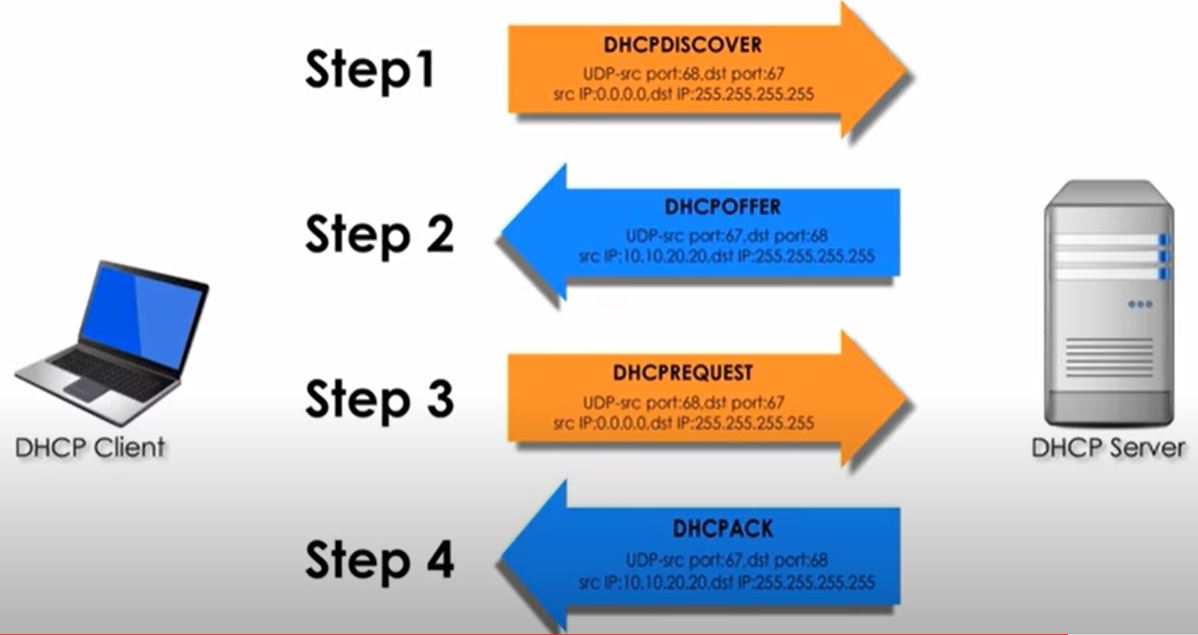 Step1
DHCPDISCOVER
UDP-src port:68,dst port:67
src IP:0.0.0.0,dst IP:255.255.255.255
Step 2
DHCPOFFER
UDP-src port:67,dst port:68
src IP:10.10.20.20,dst IP:255.255.255.255
Step 3
DHCPREQUEST
UDP-src port:68,dst port:67
src IP:0.0.0.0,dst IP:255.255.255.255
DHCP Client
DHCP Server
Step 4
DHCPACK
UDP-src port:67,dst port:68
src IP:10.10.20.20,dst IP:255.255.255.255